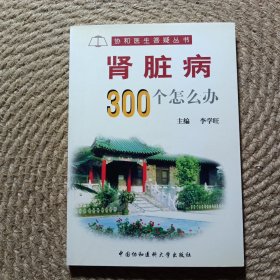 协和医生答疑丛书
肾脏病
300个怎么办
主编 李学旺
中国协和医科大学出版社